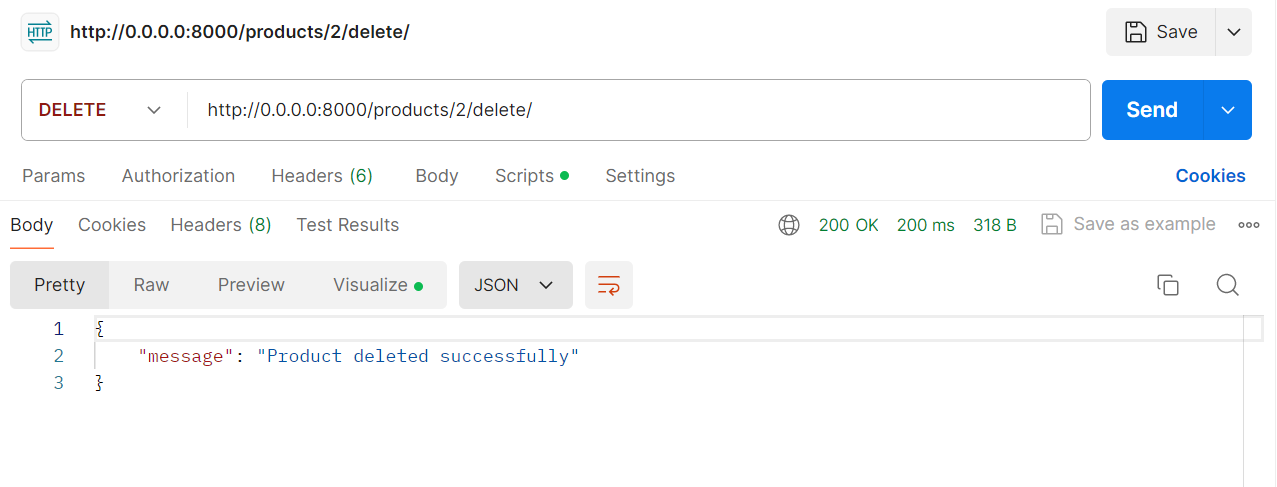 HTTP http://0.0.0.0:8000/products/2/delete/ Save
DELETE http://0.0.0.0:8000/products/2/delete/ Send
Params Authorization Headers (6) Body Scripts Settings Cookies
Body Cookies Headers (8) Test Results 200 OK 200 ms 318 B Save as example
Pretty Raw Preview Visualize JSON
1 {
2 "message": "Product deleted successfully"
3 }